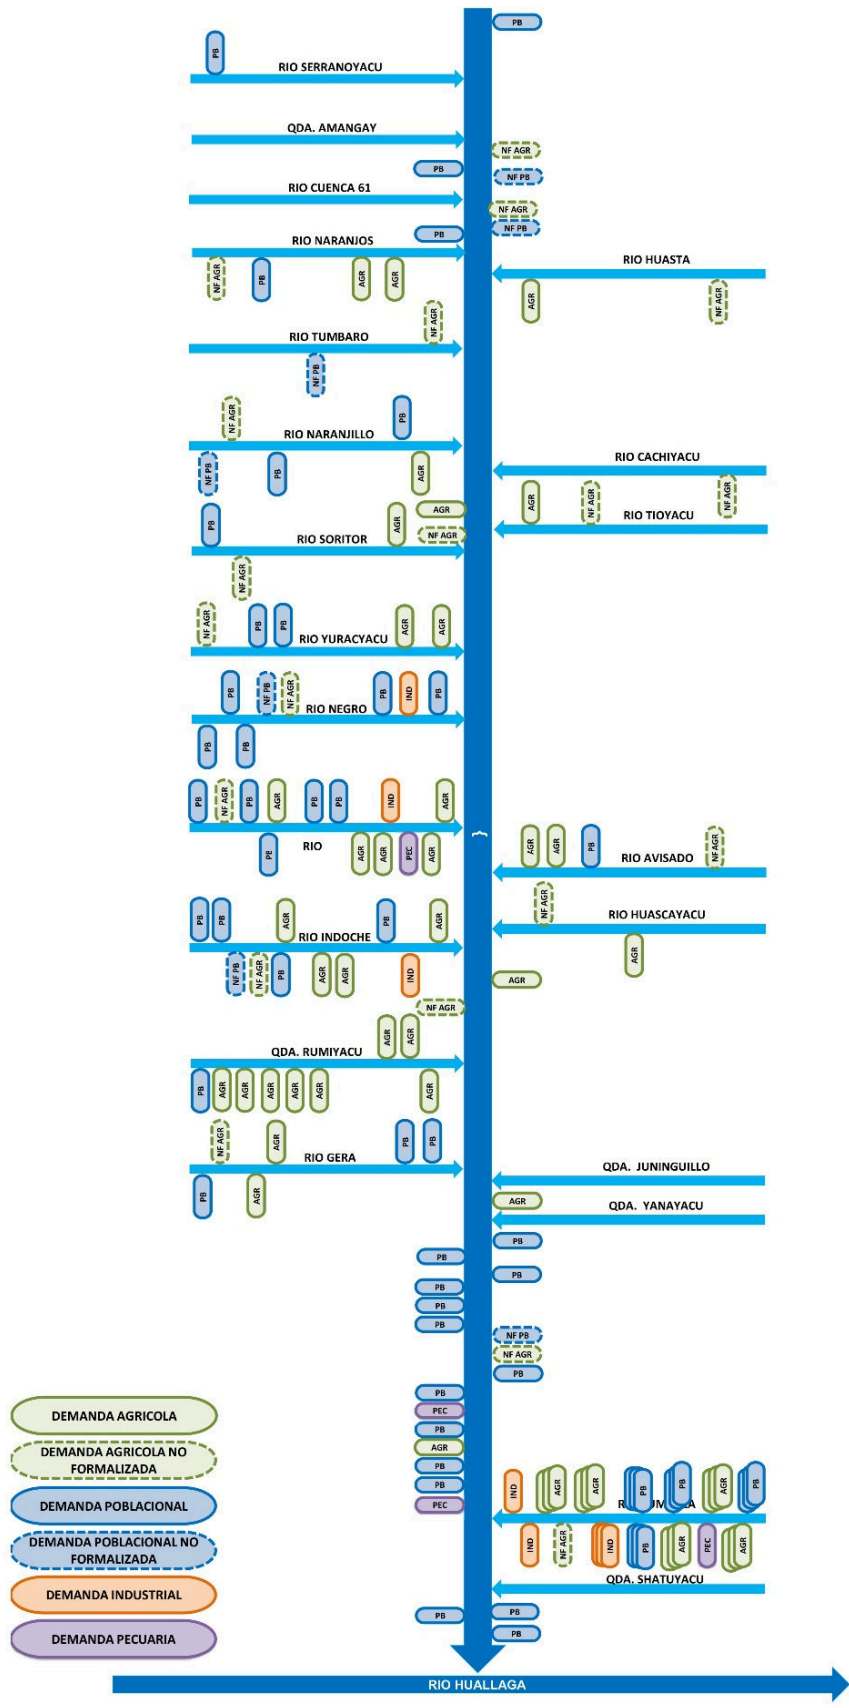 PB
PB
RIO SERRANOYACU
QDA. AMANGAY
NF AGR
PB
NF PB
RIO CUENCA 61
NF AGR
PB
NF PB
RIO NARANJOS
RIO HUASTA
NF AGR
PB
AGR
AGR
AGR
NF AGR
NF AGR
RIO TUMBARO
NF PB
NF AGR
PB
RIO NARANJILLO
RIO CACHIYACU
NF PB
PB
AGR
AGR
NF AGR
NF AGR
PB
AGR
AGR
RIO TIOYACU
NF AGR
RIO SORITOR
NF AGR
NF AGR
PB
PB
AGR
AGR
RIO YURACYACU
PB
NF PB
NF AGR
PB
IND
PB
RIO NEGRO
PB
PB
PB
NF AGR
PB
AGR
PB
PB
IND
AGR
RIO
PB
AGR
AGR
PEC
AGR
AGR
AGR
PB
NF AGR
RIO AVISADO
NF AGR
PB
PB
AGR
PB
AGR
RIO HUASCAYACU
RIO INDOCHE
AGR
NF PB
NF AGR
PB
AGR
AGR
IND
AGR
NF AGR
AGR
AGR
QDA. RUMIYACU
PB
AGR
AGR
AGR
AGR
AGR
AGR
NF AGR
AGR
PB
PB
RIO GERA
QDA. JUNINGUILLO
PB
AGR
AGR
QDA. YANAYACU
PB
PB
PB
PB
PB
PB
NF PB
NF AGR
PB
PB
PEC
PB
AGR
PB
PB
PEC
DEMANDA AGRICOLA
DEMANDA AGRICOLA NO
FORMALIZADA
DEMANDA POBLACIONAL
DEMANDA POBLACIONAL NO
FORMALIZADA
DEMANDA INDUSTRIAL
DEMANDA PECUARIA
IND
AGR
AGR
PB
PB
AGR
PB
IND
NF AGR
IND
PB
AGR
PEC
AGR
QDA. SHATUYACU
PB
PB
PB
RIO HUALLAGA